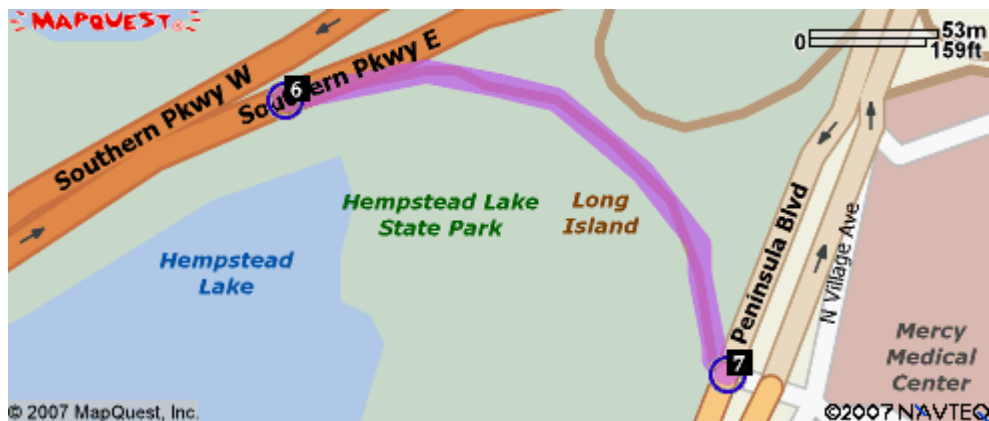 MAPQUEST®
0 53m
159ft
Southern Pkwy W
6
Southern Pkwy E
Hempstead Lake
State Park
Long
Island
Hempstead
Lake
Peninsula Blvd
N Village Ave
Mercy
Medical
Center
7
© 2007 MapQuest, Inc.
©2007 NAVTEQ